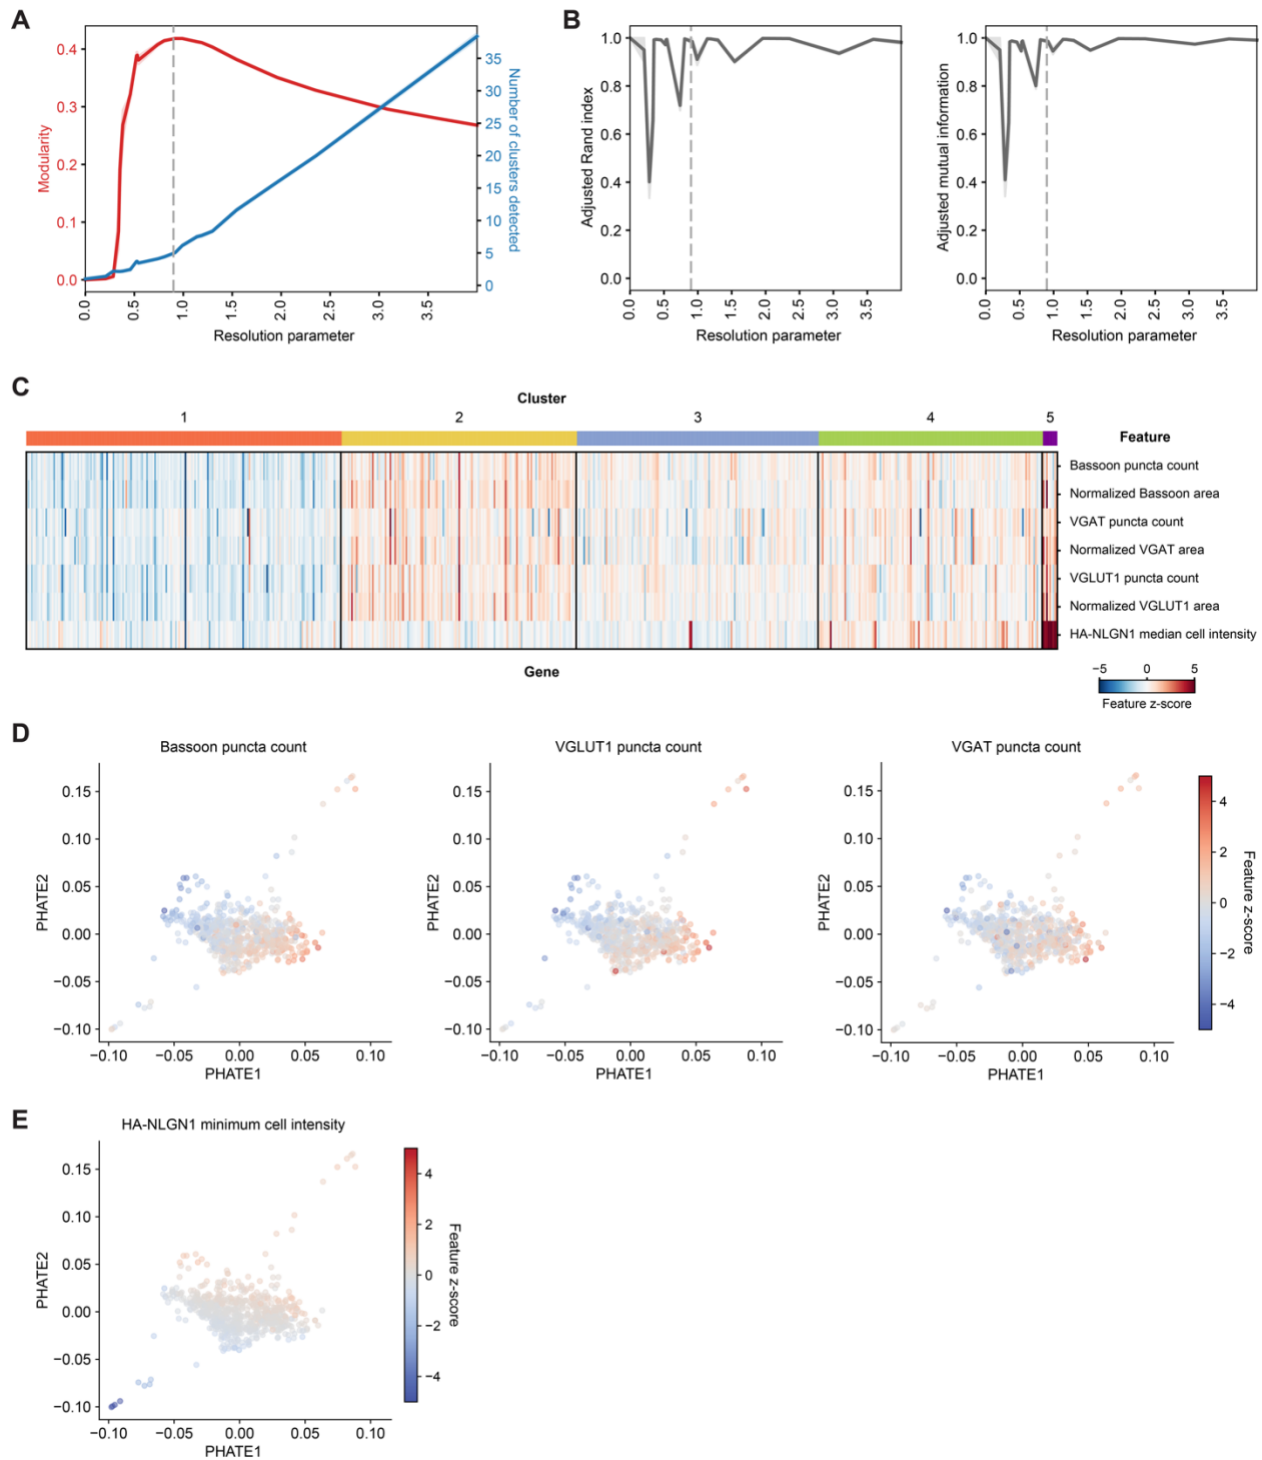 A
Modularity
0.4
0.3
0.2
0.1
0.0
35
30
25
20
15
10
5
0
Number of clusters detected
0.0 0.5 1.0 1.5 2.0 2.5 3.0 3.5
Resolution parameter
B
Adjusted Rand index
1.0
0.8
0.6
0.4
0.2
0.0
0.0 0.5 1.0 1.5 2.0 2.5 3.0 3.5
Resolution parameter
Adjusted mutual information
1.0
0.8
0.6
0.4
0.2
0.0
0.0 0.5 1.0 1.5 2.0 2.5 3.0 3.5
Resolution parameter
C
Cluster
1 2 3 4 5
Feature
Bassoon puncta count
Normalized Bassoon area
VGAT puncta count
Normalized VGAT area
VGLUT1 puncta count
Normalized VGLUT1 area
HA-NLGN1 median cell intensity
Gene
−5 0 5
Feature z-score
D
Bassoon puncta count
PHATE2
0.15
0.10
0.05
0.00
−0.05
−0.10
−0.10 −0.05 0.00 0.05 0.10
PHATE1
VGLUT1 puncta count
PHATE2
0.15
0.10
0.05
0.00
−0.05
−0.10
−0.10 −0.05 0.00 0.05 0.10
PHATE1
VGAT puncta count
PHATE2
0.15
0.10
0.05
0.00
−0.05
−0.10
−0.10 −0.05 0.00 0.05 0.10
PHATE1
4
2
0
−2
−4
Feature z-score
E
HA-NLGN1 minimum cell intensity
PHATE2
0.15
0.10
0.05
0.00
−0.05
−0.10
−0.10 −0.05 0.00 0.05 0.10
PHATE1
4
2
0
−2
−4
Feature z-score